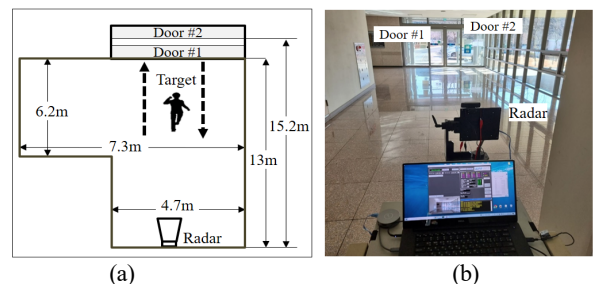 Door #2
Door #1
Target
6.2m
15.2m
7.3m
13m
4.7m
Radar
(a)
Door #1
Door #2
Radar
(b)